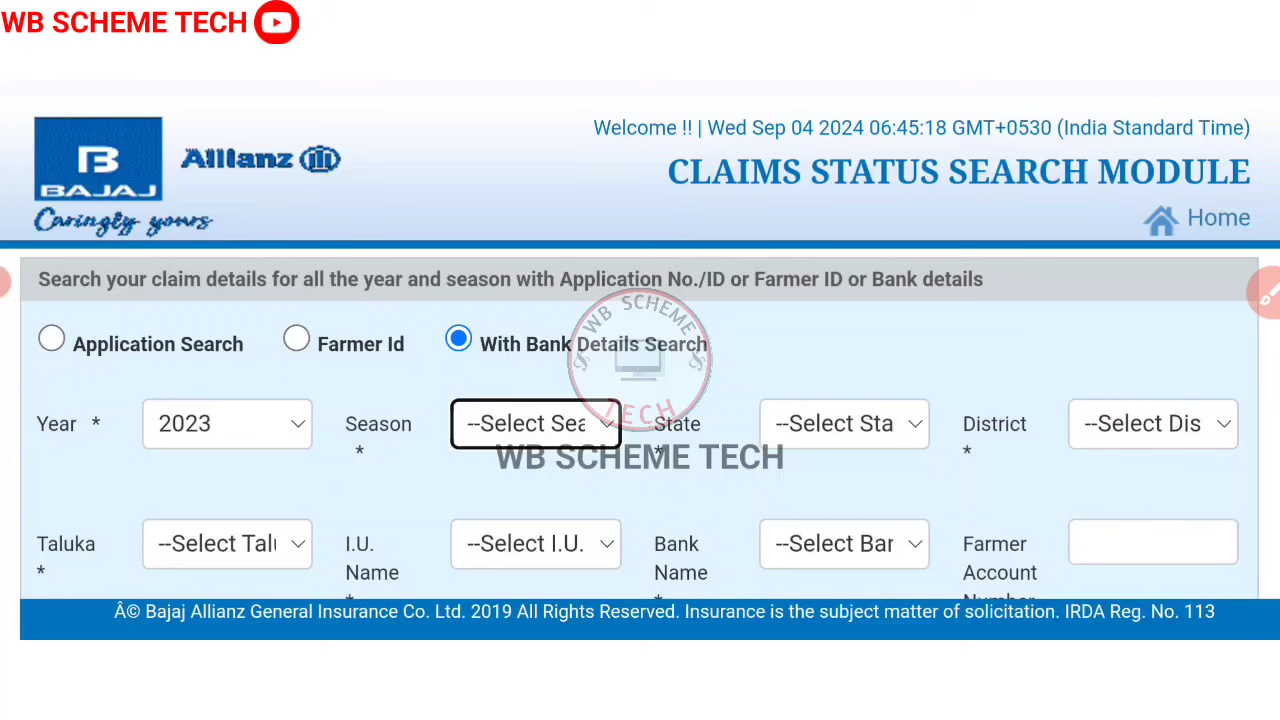 WB SCHEME TECH
Welcome !! | Wed Sep 04 2024 06:45:18 GMT+0530 (India Standard Time)
BAJAJ
Allianz
Caringly yours
CLAIMS STATUS SEARCH MODULE
Home
Search your claim details for all the year and season with Application No./ID or Farmer ID or Bank details
Application Search
Farmer Id
With Bank Details Search
WB SCHEME
TECH
Year *
2023
Season
*
--Select Sea
State
*
--Select Sta
District
*
--Select Dis
WB SCHEME TECH
Taluka
*
--Select Talu
I.U.
Name
*
--Select I.U.
Bank
Name
*
--Select Bar
Farmer
Account
Number
Â© Bajaj Allianz General Insurance Co. Ltd. 2019 All Rights Reserved. Insurance is the subject matter of solicitation. IRDA Reg. No. 113